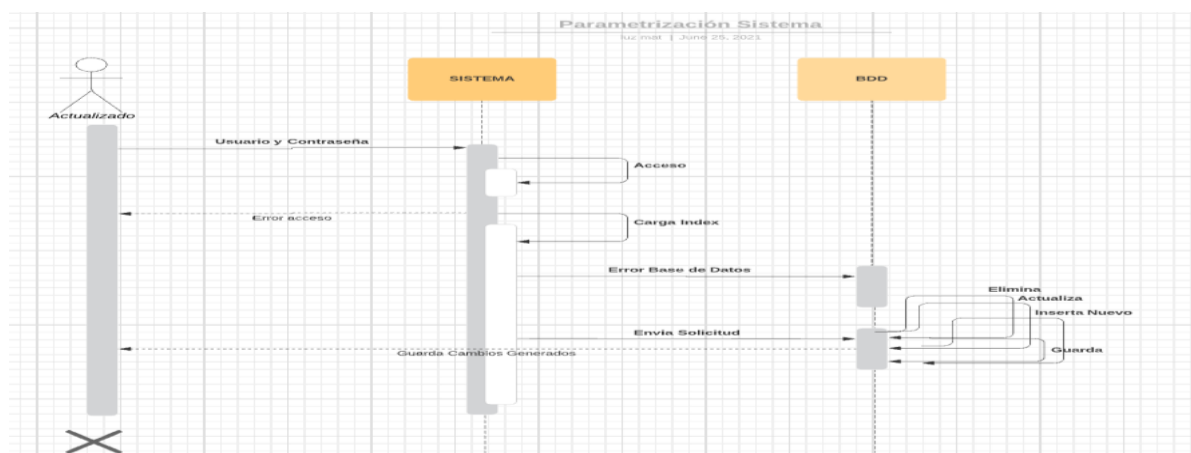 Parametrización Sistema
luz mat | June 25, 2021
SISTEMA
BDD
Actualizado
Usuario y Contraseña
Acceso
Error acceso
Carga Index
Error Base de Datos
Elimina
Actualiza
Inserta Nuevo
Envia Solicitud
Guarda
Guarda Cambios Generados